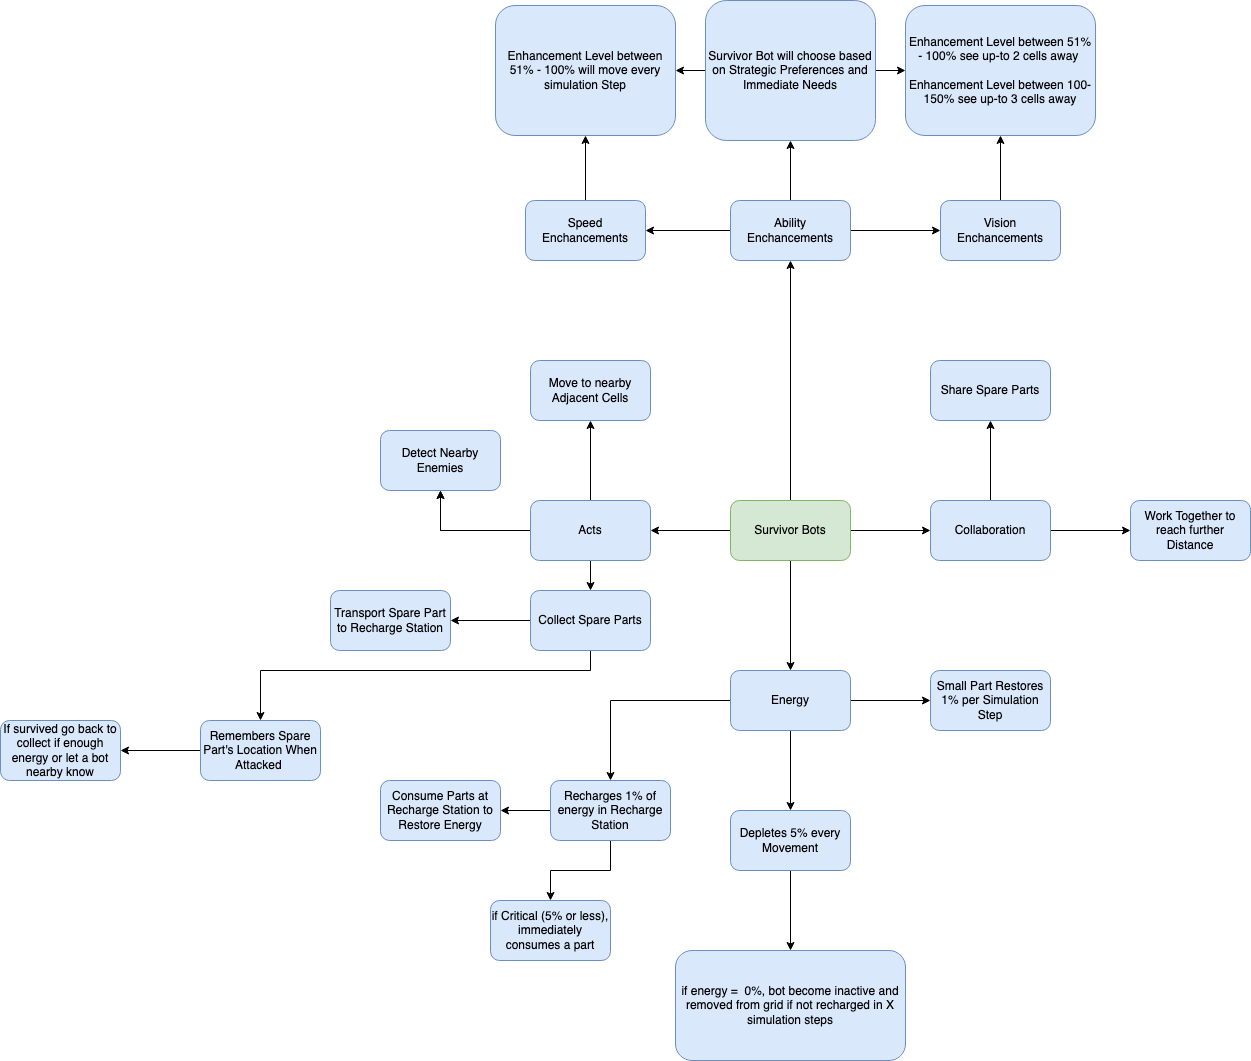 Enhancement Level between
51% - 100% will move every
simulation Step
Survivor Bot will choose based
on Strategic Preferences and
Immediate Needs
Enhancement Level between 51%
- 100% see up-to 2 cells away
Enhancement Level between 100-
150% see up-to 3 cells away
Speed
Enchancements
Ability
Enchancements
Vision
Enchancements
Move to nearby
Adjacent Cells
Share Spare Parts
Detect Nearby
Enemies
Acts
Survivor Bots
Collaboration
Work Together to
reach further
Distance
Transport Spare Part
to Recharge Station
Collect Spare Parts
Energy
Small Part Restores
1% per Simulation
Step
If survived go back to
collect if enough
energy or let a bot
nearby know
Remembers Spare
Part's Location When
Attacked
Consume Parts at
Recharge Station to
Restore Energy
Recharges 1% of
energy in Recharge
Station
Depletes 5% every
Movement
if Critical (5% or less),
immediately
consumes a part
if energy =  0%, bot become inactive and
removed from grid if not recharged in X
simulation steps